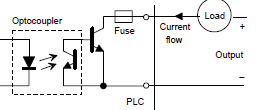 Optocoupler
Fuse
Load
Current
flow
+
Output
–
PLC